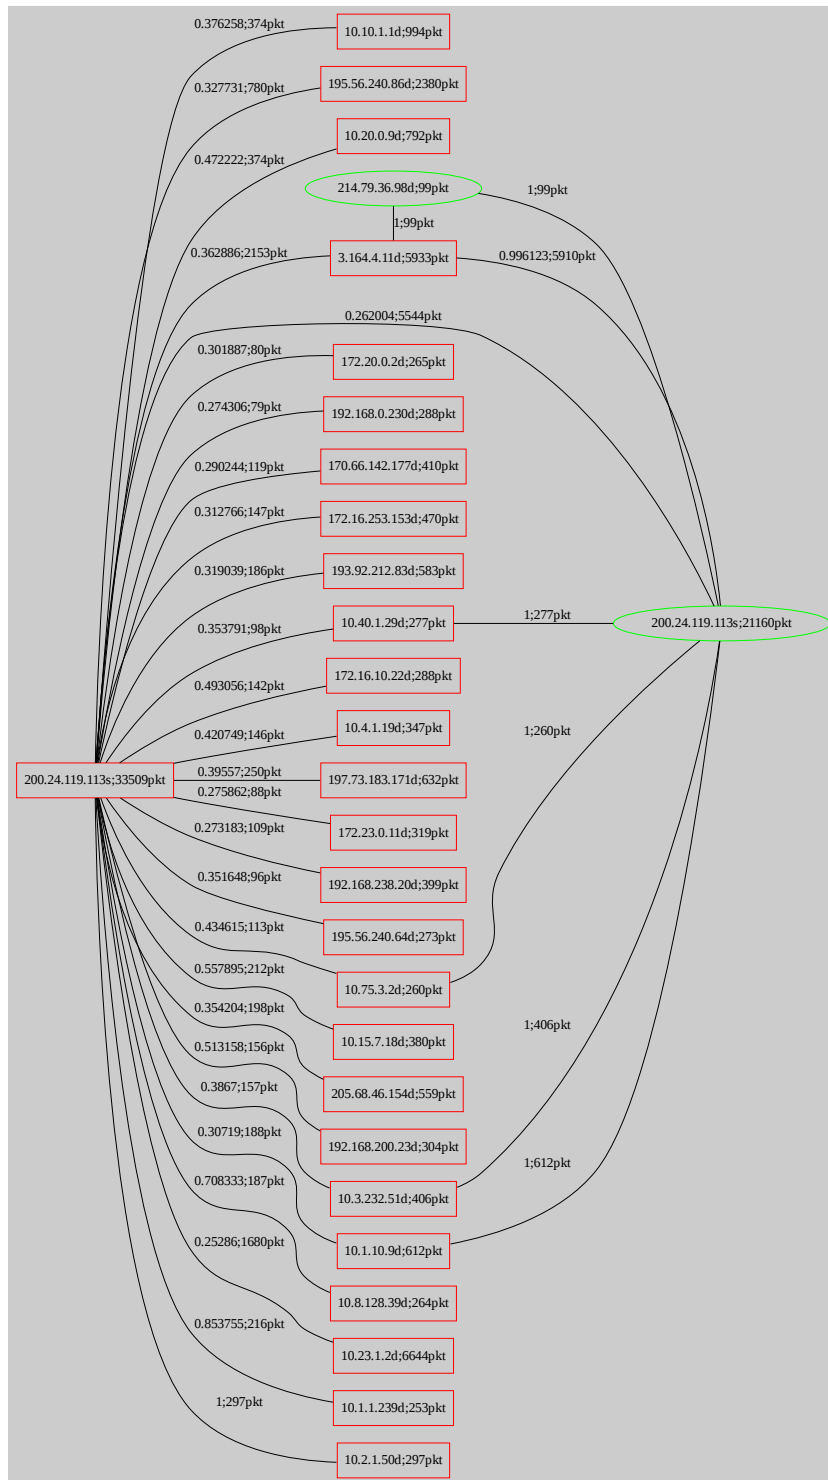 0.376258;374pkt
10.10.1.1d;994pkt
0.327731;780pkt
195.56.240.86d;2380pkt
10.20.0.9d;792pkt
0.472222;374pkt
214.79.36.98d;99pkt
1;99pkt
1;99pkt
0.362886;2153pkt
3.164.4.11d;5933pkt
0.996123;5910pkt
0.262004;5544pkt
0.301887;80pkt
172.20.0.2d;265pkt
0.274306;79pkt
192.168.0.230d;288pkt
0.290244;119pkt
170.66.142.177d;410pkt
0.312766;147pkt
172.16.253.153d;470pkt
0.319039;186pkt
193.92.212.83d;583pkt
0.353791;98pkt
10.40.1.29d;277pkt
1;277pkt
200.24.119.113s;21160pkt
0.493056;142pkt
172.16.10.22d;288pkt
0.420749;146pkt
10.4.1.19d;347pkt
1;260pkt
200.24.119.113s;33509pkt
0.39557;250pkt
197.73.183.171d;632pkt
0.275862;88pkt
172.23.0.11d;319pkt
0.273183;109pkt
192.168.238.20d;399pkt
0.351648;96pkt
195.56.240.64d;273pkt
0.434615;113pkt
10.75.3.2d;260pkt
0.557895;212pkt
10.15.7.18d;380pkt
0.354204;198pkt
1;406pkt
0.513158;156pkt
205.68.46.154d;559pkt
0.3867;157pkt
192.168.200.23d;304pkt
0.30719;188pkt
1;612pkt
10.3.232.51d;406pkt
0.708333;187pkt
10.1.10.9d;612pkt
0.25286;1680pkt
10.8.128.39d;264pkt
0.853755;216pkt
10.23.1.2d;6644pkt
1;297pkt
10.1.1.239d;253pkt
10.2.1.50d;297pkt